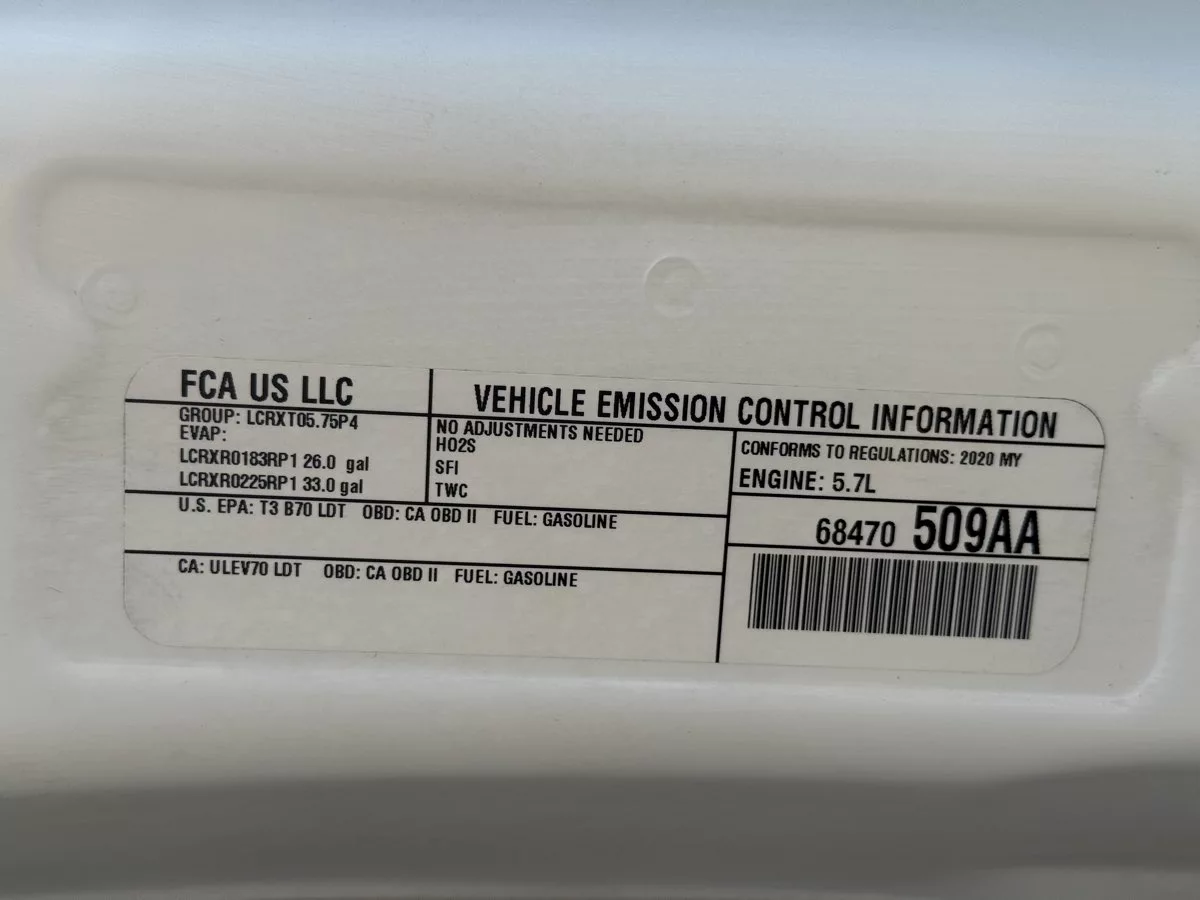 FCA US LLC
VEHICLE EMISSION CONTROL INFORMATION
GROUP: LCRXT05.75P4
EVAP:
LCRXR0183RP1 26.0 gal
LCRXR0225RP1 33.0 gal
NO ADJUSTMENTS NEEDED
HO2S
SFI
TWC
CONFORMS TO REGULATIONS: 2020 MY
ENGINE: 5.7L
U.S. EPA: T3 B70 LDT OBD: CA OBD II FUEL: GASOLINE
68470 509AA
CA: ULEV70 LDT OBD: CA OBD II FUEL: GASOLINE